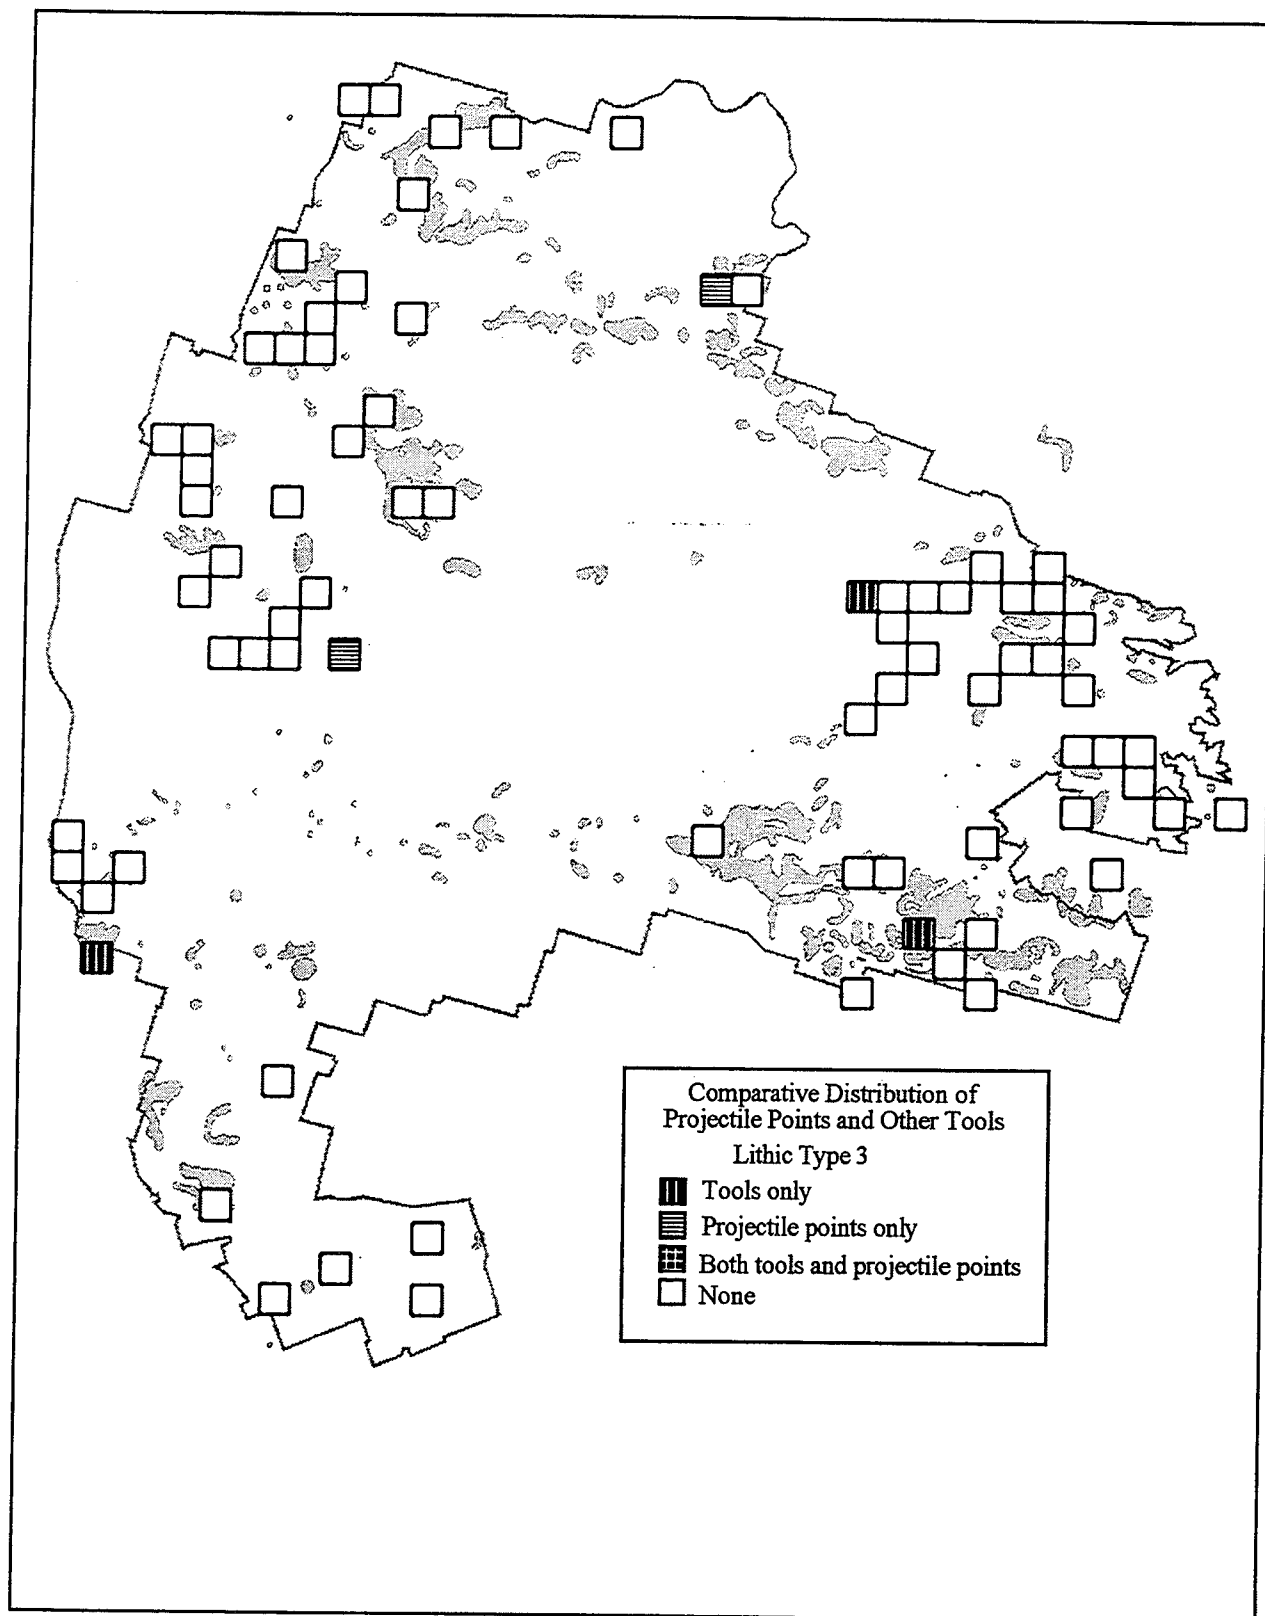 Comparative Distribution of
Projectile Points and Other Tools
Lithic Type 3
Tools only
Projectile points only
Both tools and projectile points
None